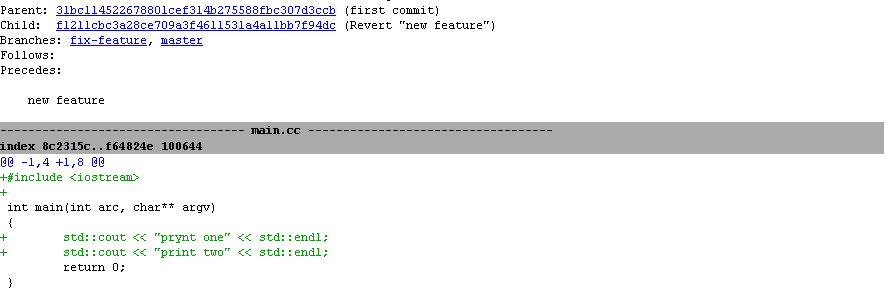 Parent: 31bc114522678801cef314b275588fbc307d3ccb (first commit)
Child: f1211cbc3a28ce709a3f4611531a4a11bb7f94dc (Revert "new feature")
Branches: fix-feature, master
Follows:
Precedes:
new feature
----------------------------------- main.cc -----------------------------------
index 8c2315c..f64824e 100644
@@ -1,4 +1,8 @@
+#include <iostream>
+
int main(int arc, char** argv)
{
+        std::cout << "prynt one" << std::endl;
+        std::cout << "print two" << std::endl;
        return 0;
}